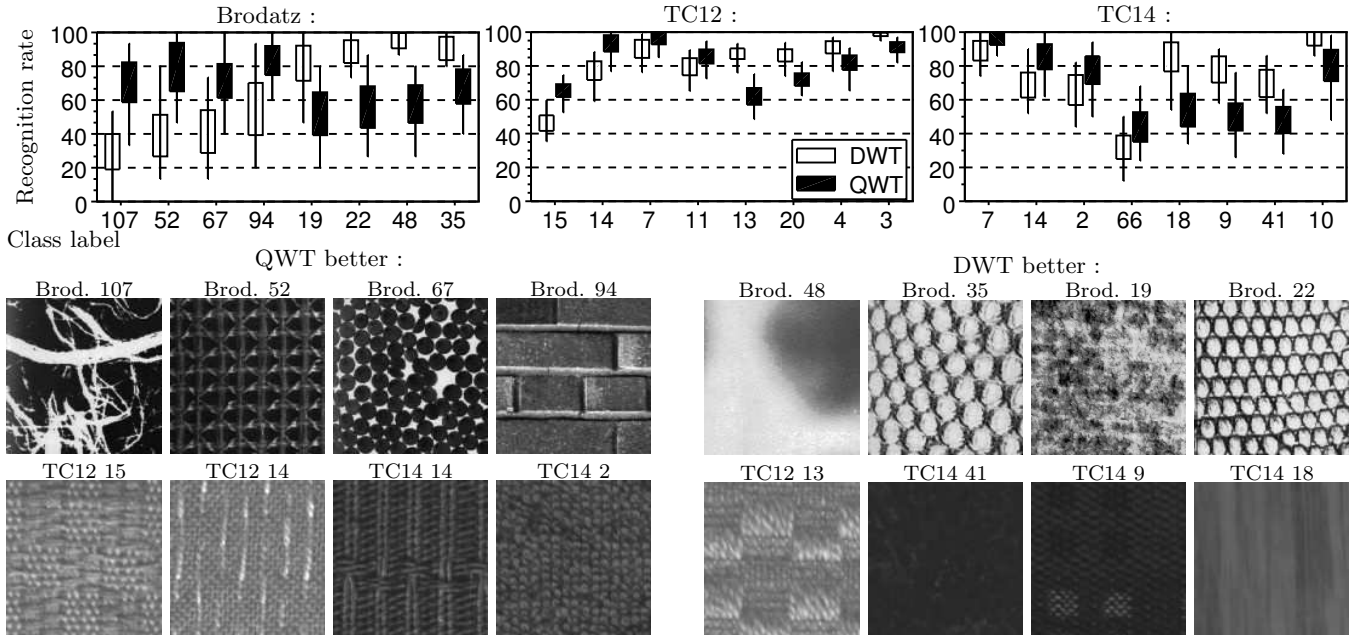 Brodatz :
TC12 :
TC14 :
Recognition rate
100
80
60
40
20
0
107 52 67 94 19 22 48 35
100
80
60
40
20
0
15 14 7 11 13 20 4 3
DWT
QWT
100
80
60
40
20
0
7 14 2 66 18 9 41 10
Class label
QWT better :
DWT better :
Brod. 107 Brod. 52 Brod. 67 Brod. 94
Brod. 48 Brod. 35 Brod. 19 Brod. 22
TC12 15 TC12 14 TC14 14 TC14 2
TC12 13 TC14 41 TC14 9 TC14 18